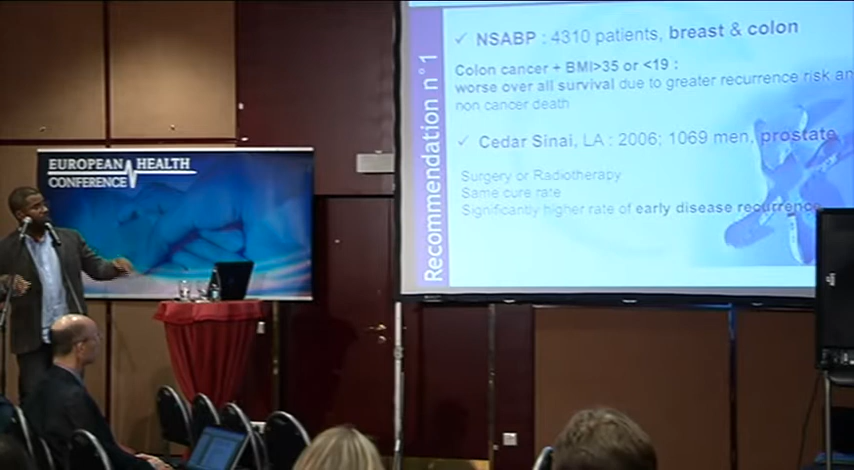 EUROPEAN HEALTH
CONFERENCE
Recommendation n°1
✓ NSABP : 4310 patients, breast & colon
Colon cancer + BMI>35 or <19 :
worse over all survival due to greater recurrence risk an
non cancer death
✓ Cedar Sinai, LA : 2006; 1069 men, prostate
Surgery or Radiotherapy
Same cure rate
Significantly higher rate of early disease recurrence